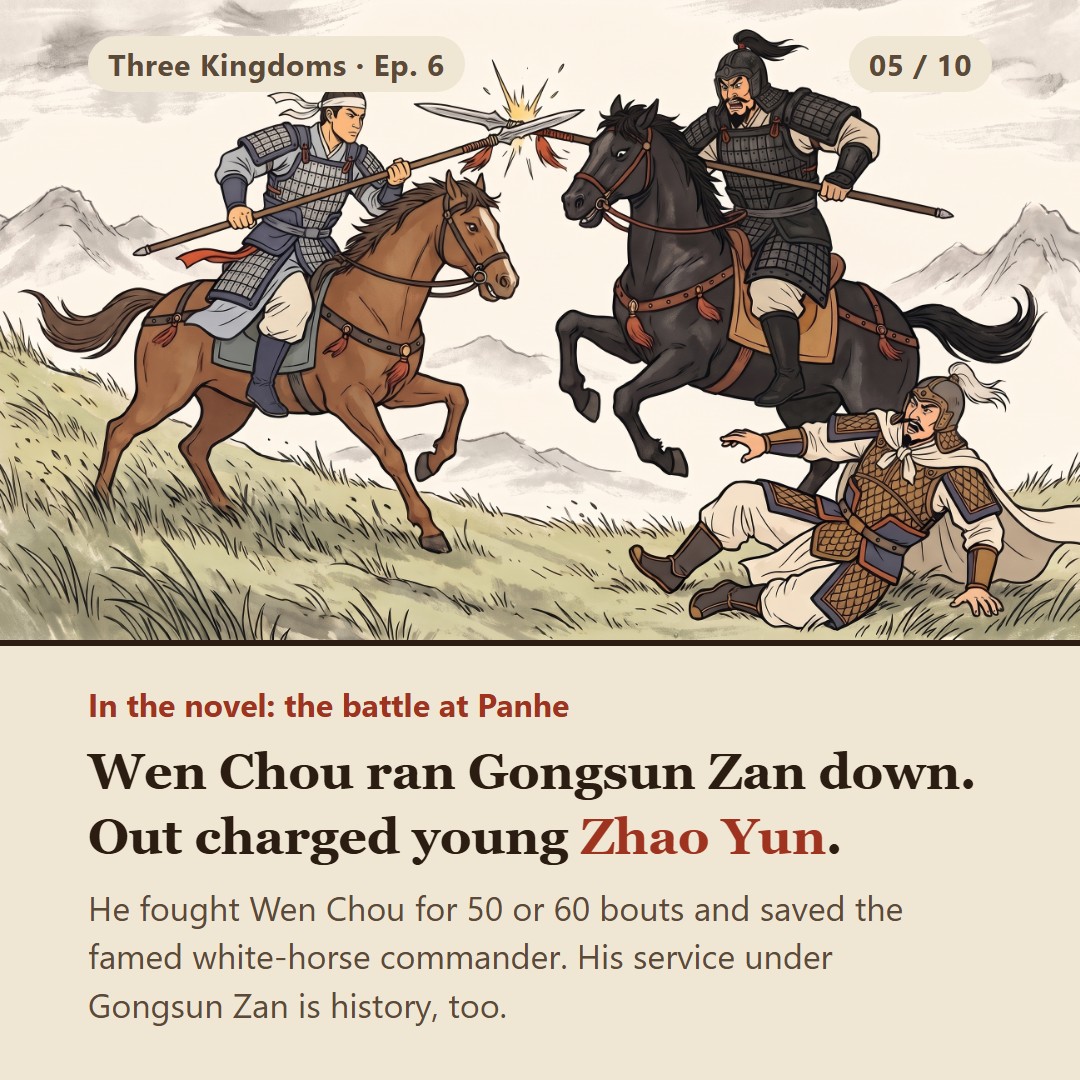 Three Kingdoms · Ep. 6
05 / 10
In the novel: the battle at Panhe
Wen Chou ran Gongsun Zan down.
Out charged young Zhao Yun.
He fought Wen Chou for 50 or 60 bouts and saved the
famed white-horse commander. His service under
Gongsun Zan is history, too.